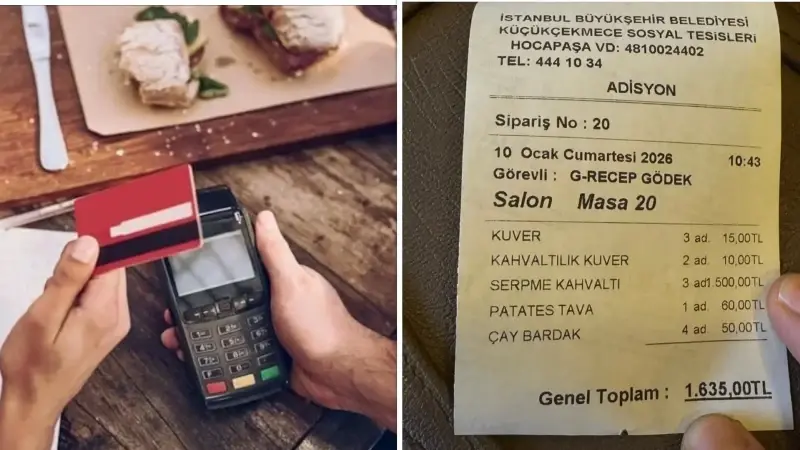 İSTANBUL BÜYÜKŞEHİR BELEDİYESİ
KÜÇÜKÇEKMECE SOSYAL TESİSLERİ
HOCAPAŞA VD: 4810024402
TEL: 444 10 34
ADİSYON
Sipariş No : 20
10 Ocak Cumartesi 2026 10:43
Görevli : G-RECEP GÖDEK
Salon Masa 20
KUVER 3 ad. 15,00TL
KAHVALTILIK KUVER 2 ad. 10,00TL
SERPME KAHVALTI 3 ad1.500,00TL
PATATES TAVA 1 ad. 60,00TL
ÇAY BARDAK 4 ad. 50,00TL
Genel Toplam : 1.635,00TL